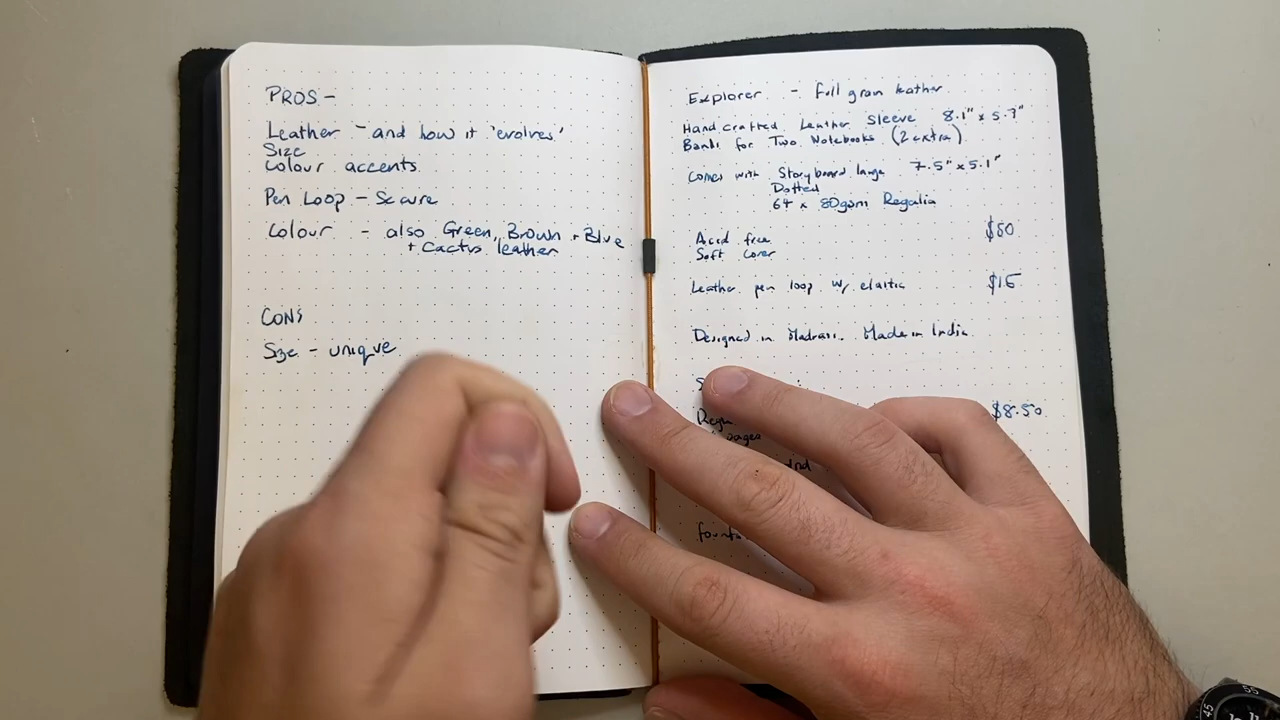 PROS -
Leather - and how it 'evolves'
Size
Colour accents
Pen Loop - Secure
Colour - also Green, Brown + Blue
+ Cactus leather
CONS
Size - unique
Explorer - Full grain leather
Handcrafted Leather Sleeve 8.1" x 5.7"
Bands for Two Notebooks (2 extra)
Comes with Storyboard large 7.5" x 5.1"
Dotted
64 x 80gsm Regalia
Acid free
$80
Soft cover
Leather pen loop w/ elastic $15
Designed in Madras. Made in India
$8.50
pages